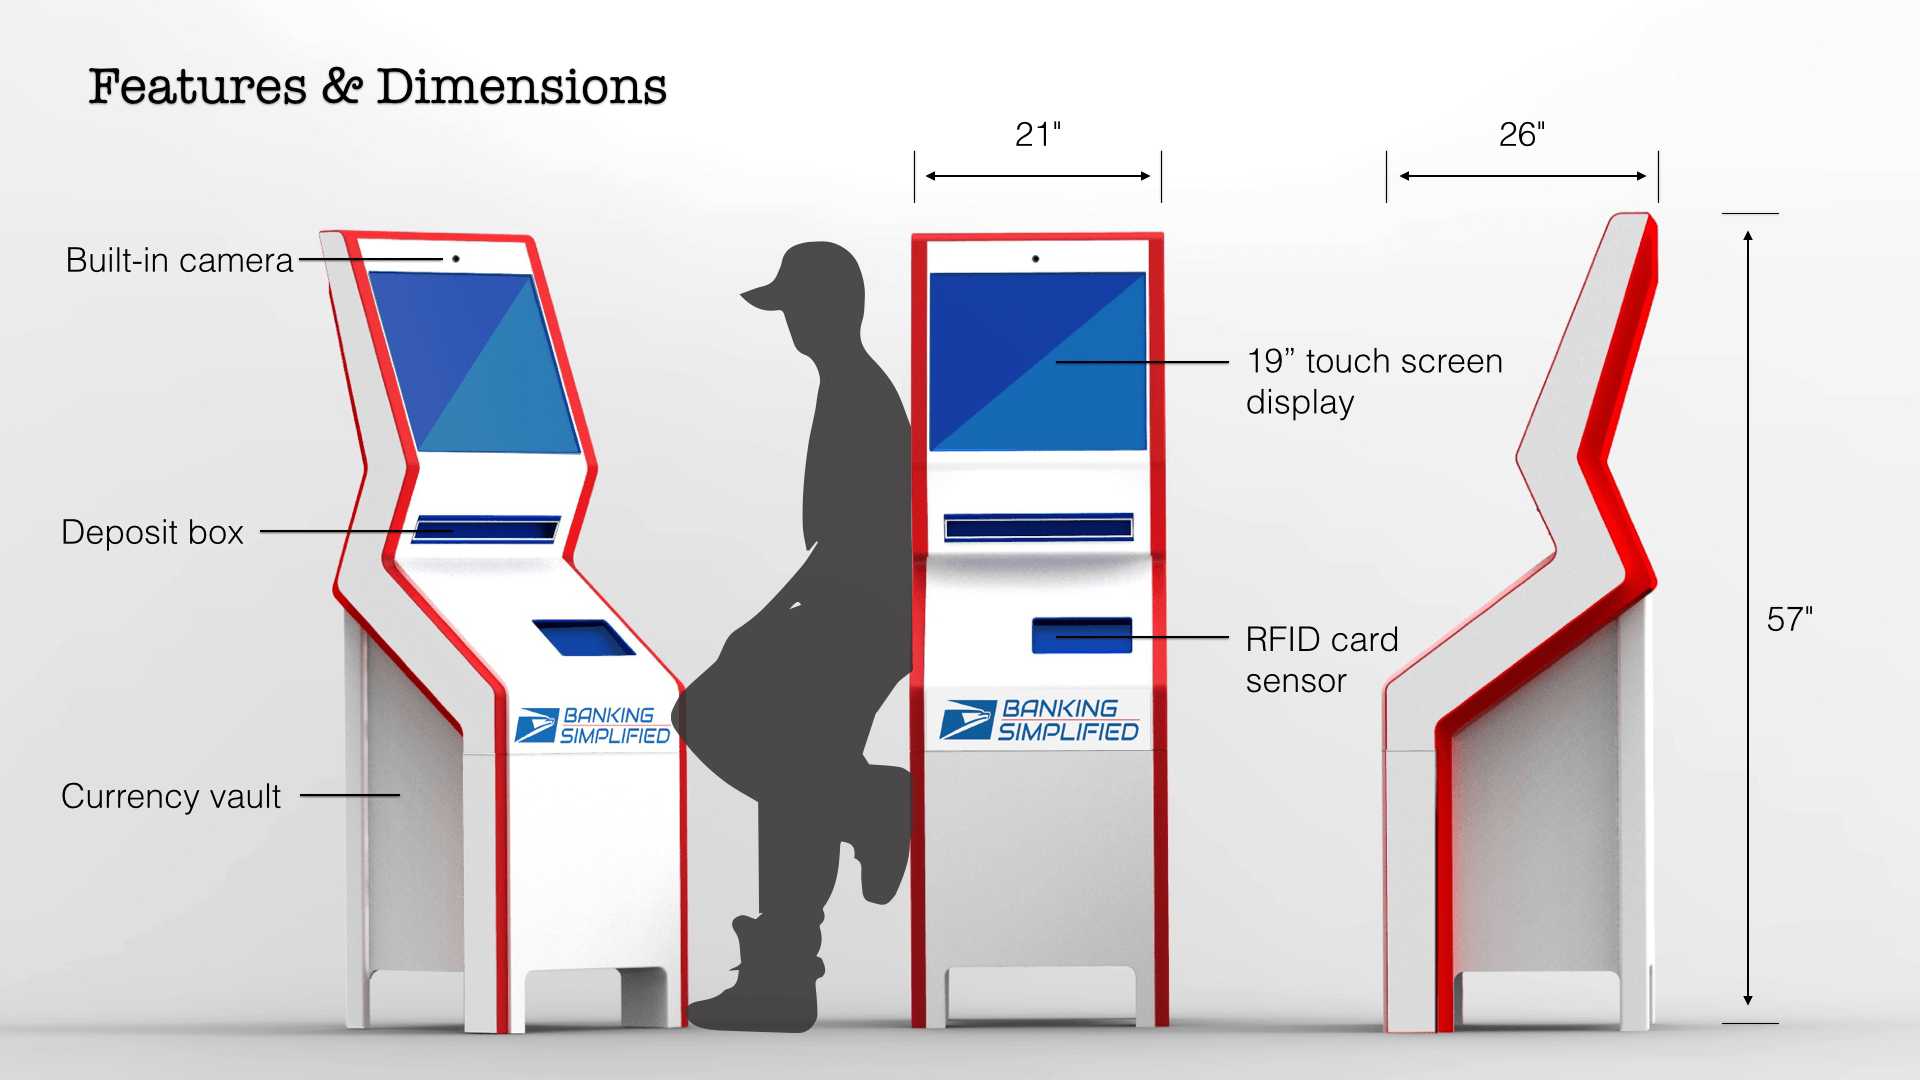 Features & Dimensions
21"
26"
Built-in camera
19” touch screen
display
Deposit box
57"
RFID card
sensor
BANKING
SIMPLIFIED
BANKING
SIMPLIFIED
Currency vault